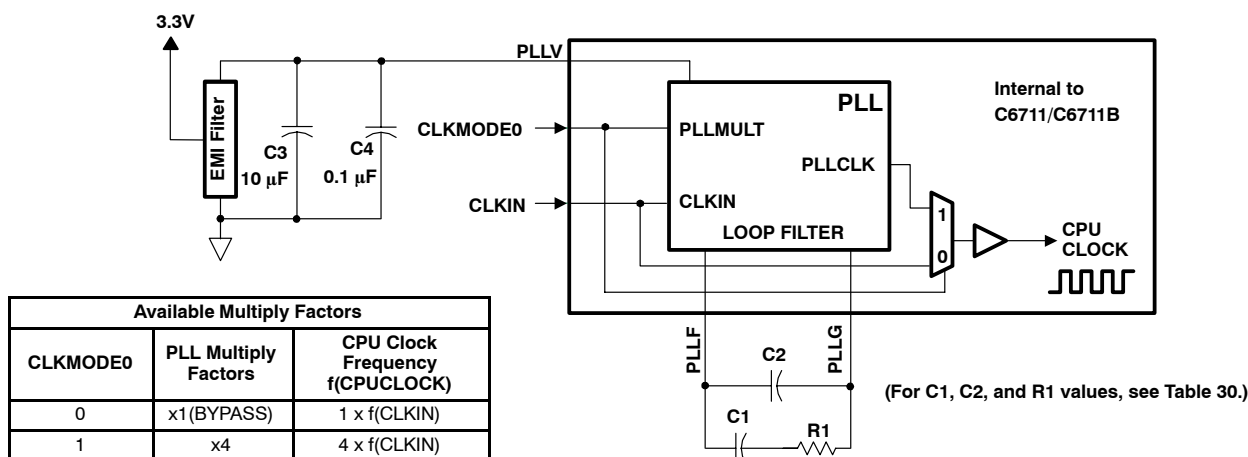 3.3V
EMI Filter
C3
10 µF
C4
0.1 µF
PLLV
CLKMODE0
CLKIN
PLL
PLLMULT
PLLCLK
CLKIN
LOOP FILTER
Internal to
C6711/C6711B
1
0
CPU
CLOCK
PLLF
PLLG
C2
C1
R1
(For C1, C2, and R1 values, see Table 30.)
Available Multiply Factors
CLKMODE0
PLL Multiply
Factors
CPU Clock
Frequency
f(CPUCLOCK)
0
x1(BYPASS)
1 x f(CLKIN)
1
x4
4 x f(CLKIN)